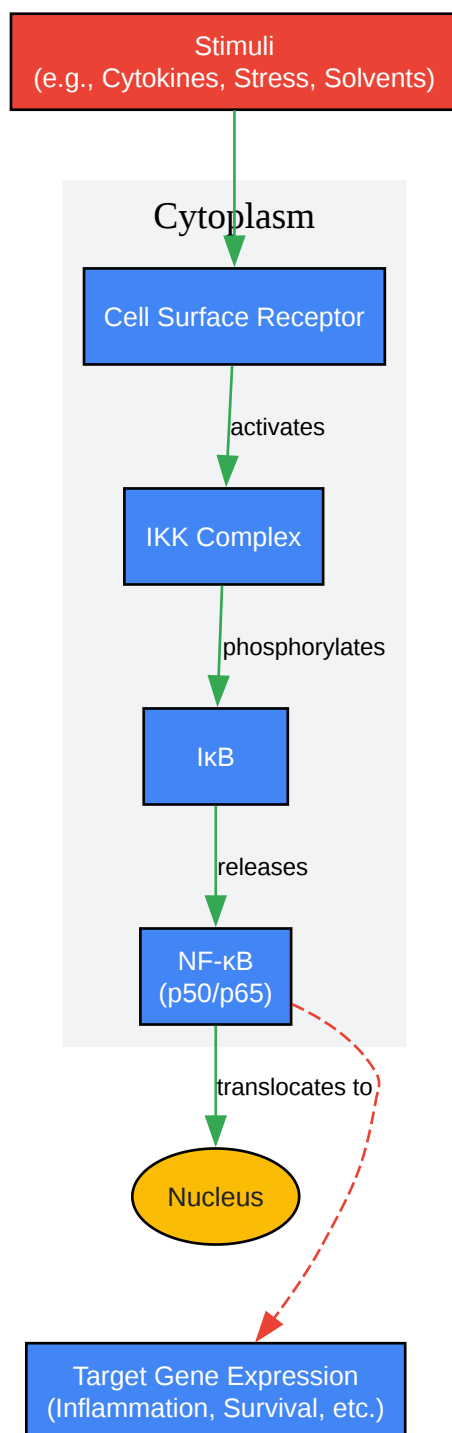 Stimuli
(e.g., Cytokines, Stress, Solvents)
Cytoplasm
Cell Surface Receptor
activates
IKK Complex
phosphorylates
IκB
releases
NF-κB
(p50/p65)
translocates to
Nucleus
Target Gene Expression
(Inflammation, Survival, etc.)